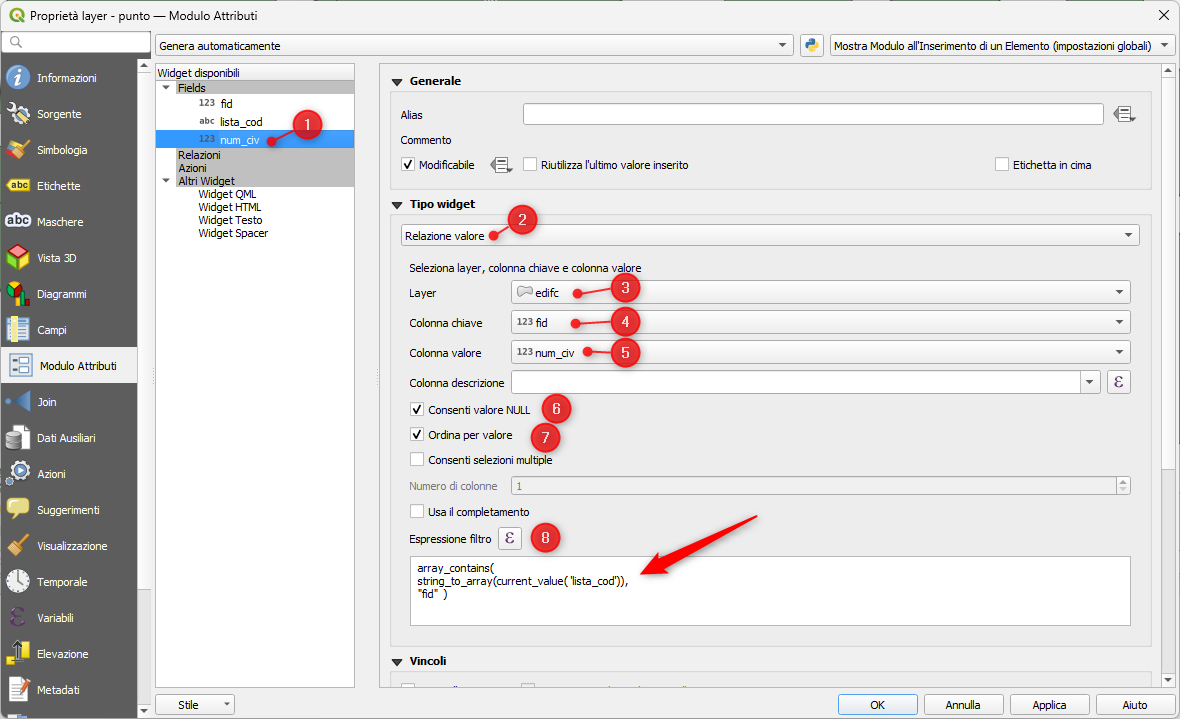 Proprietà layer - punto — Modulo Attributi
Genera automaticamente
Mostra Modulo all'Inserimento di un Elemento (impostazioni globali)
Informazioni
Sorgente
Simbologia
abc
Etichette
abc
Maschere
Vista 3D
Diagrammi
Campi
Modulo Attributi
Join
Dati Ausiliari
Azioni
Suggerimenti
Visualizzazione
Temporale
Variabili
Elevazione
Metadati
Widget disponibili
Fields
123 fid
abc lista_cod
123 num_civ
1
Relazioni
Azioni
Altri Widget
Widget QML
Widget HTML
Widget Testo
Widget Spacer
Generale
Alias
Commento
Modificabile
Riutilizza l'ultimo valore inserito
Etichetta in cima
Tipo widget
2
Relazione valore
Seleziona layer, colonna chiave e colonna valore
Layer
edifc
3
Colonna chiave
123 fid
4
Colonna valore
123 num_civ
5
Colonna descrizione
ε
Consenti valore NULL
6
Ordina per valore
7
Consenti selezioni multiple
Numero di colonne
1
Usa il completamento
Espressione filtro
ε
8
array_contains(
string_to_array(current_value( 'lista_cod')),
"fid" )
Vincoli
Stile
OK
Annulla
Applica
Aiuto